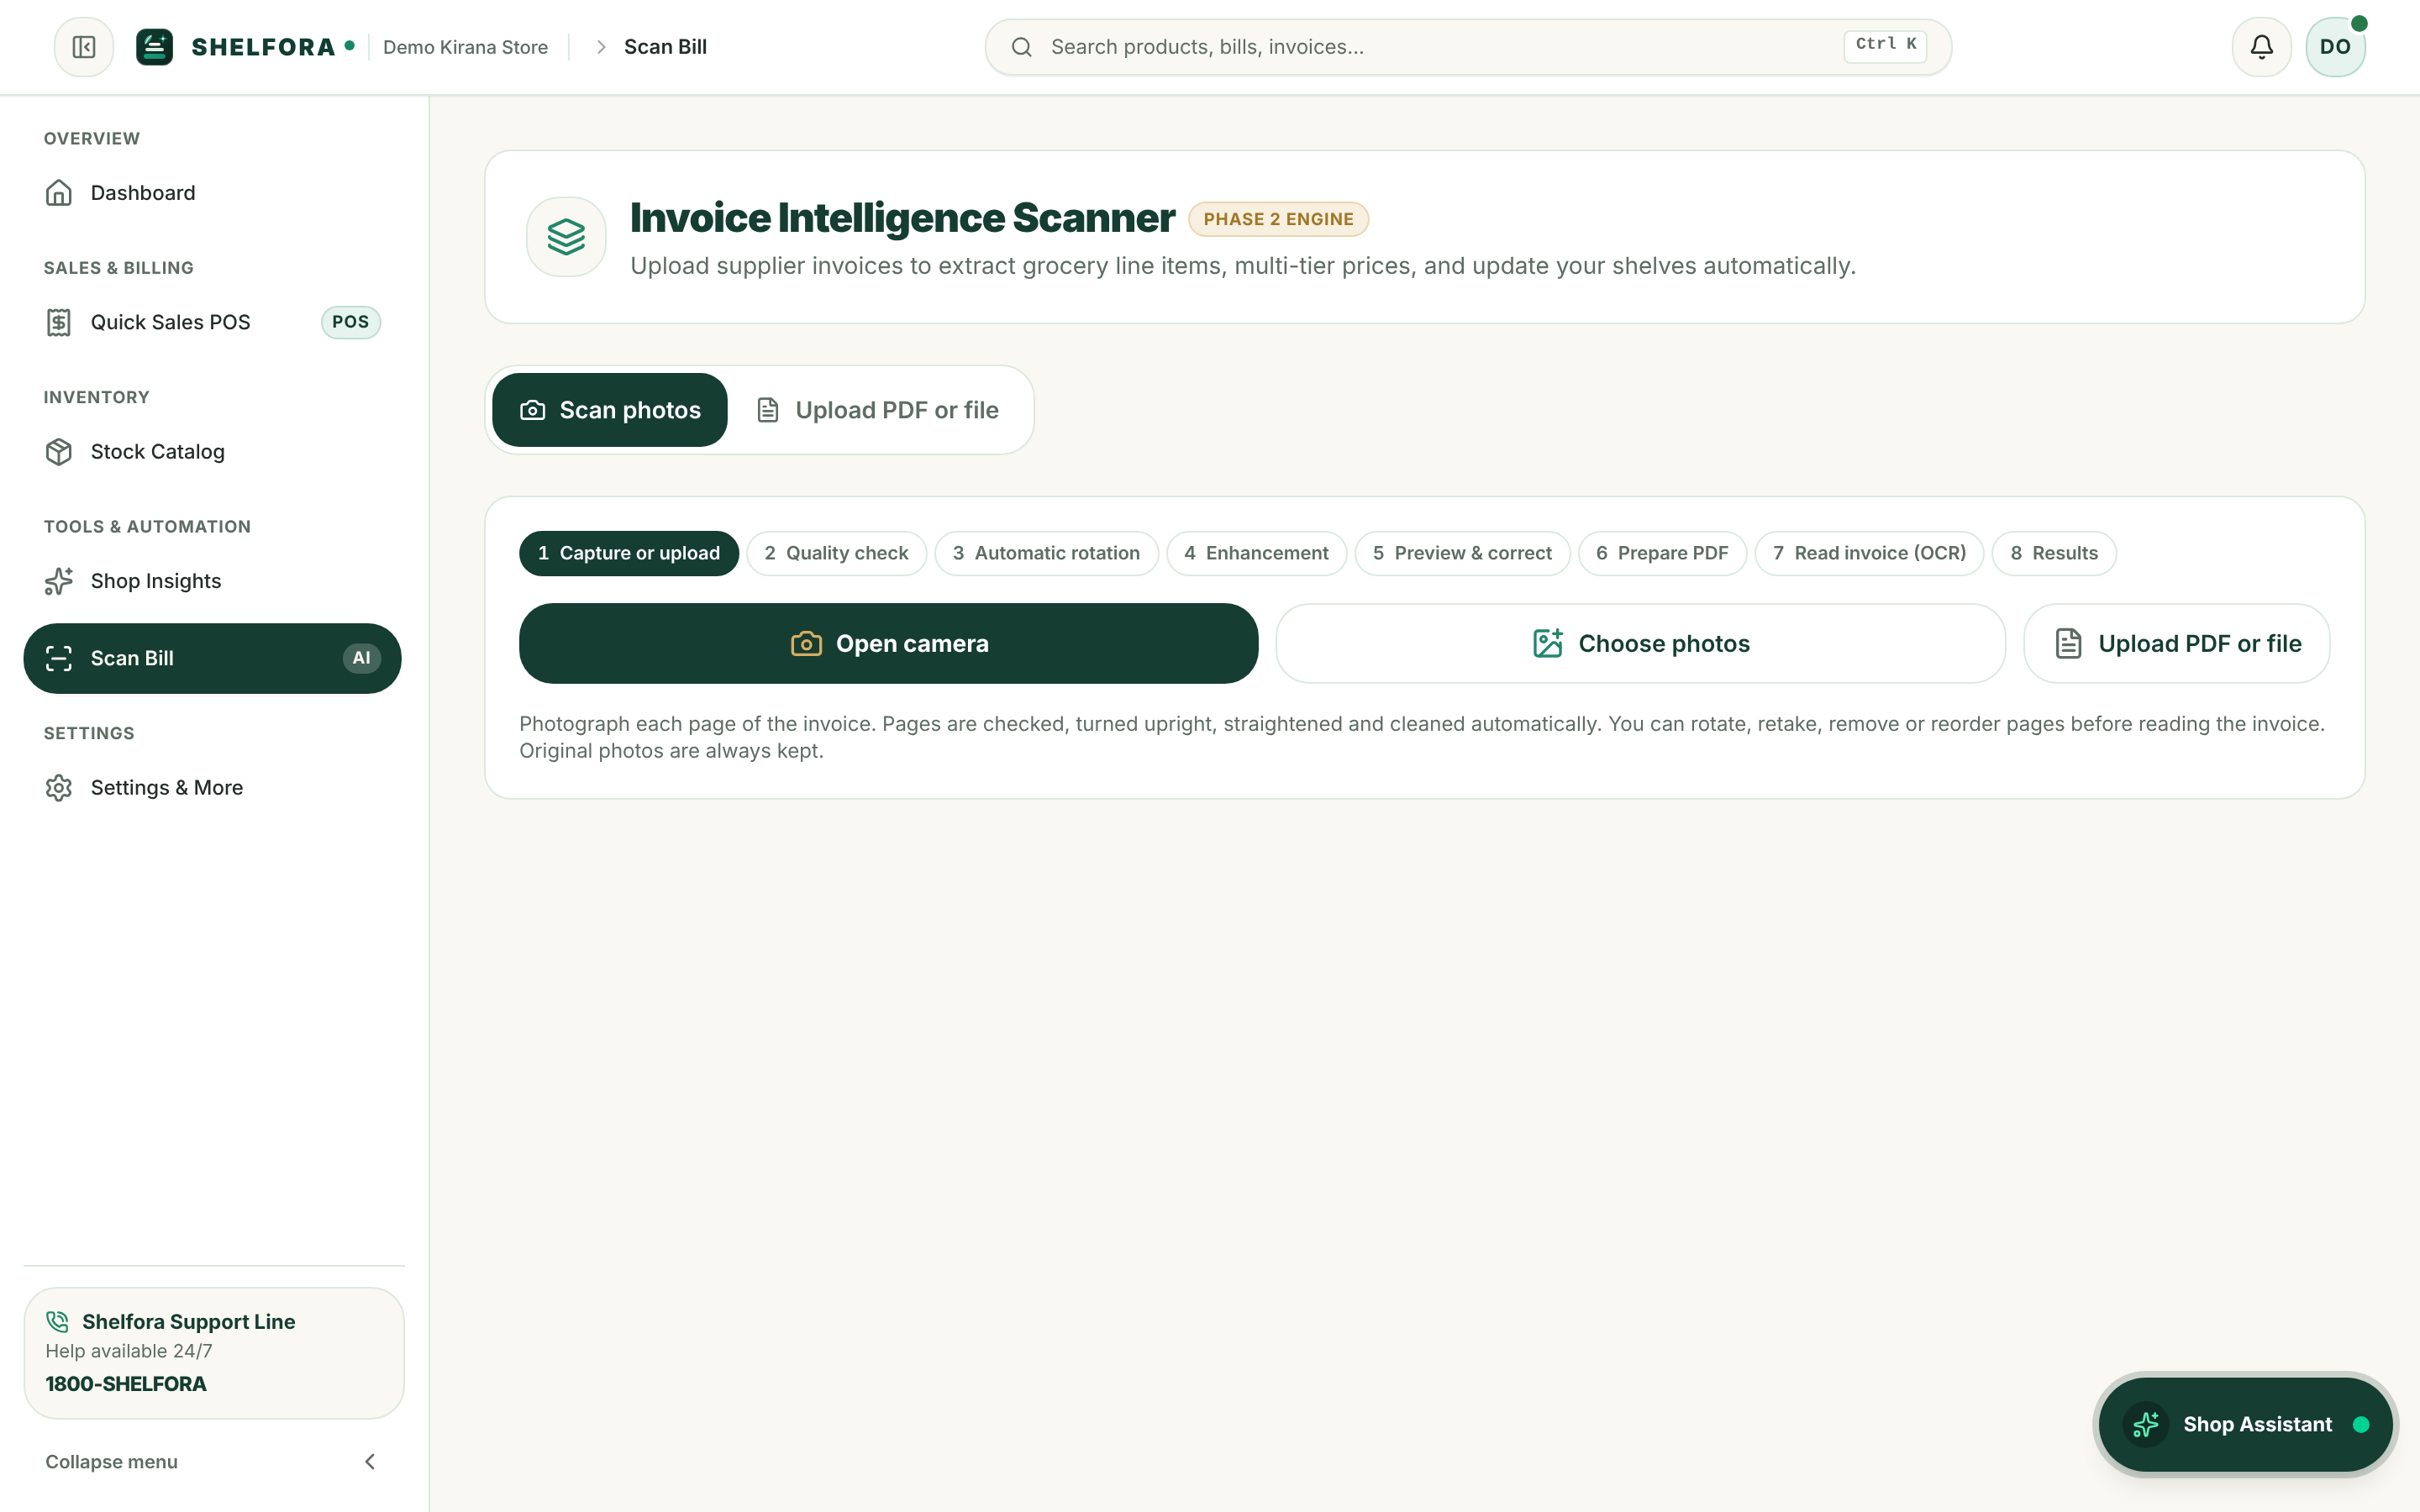 SHELFORA
Demo Kirana Store
Scan Bill
Search products, bills, invoices...
Ctrl K
DO
OVERVIEW
Dashboard
SALES & BILLING
Quick Sales POS
POS
INVENTORY
Stock Catalog
TOOLS & AUTOMATION
Shop Insights
Scan Bill
AI
SETTINGS
Settings & More
Shelfora Support Line
Help available 24/7
1800-SHELFORA
Collapse menu
Invoice Intelligence Scanner
PHASE 2 ENGINE
Upload supplier invoices to extract grocery line items, multi-tier prices, and update your shelves automatically.
Scan photos
Upload PDF or file
1 Capture or upload
2 Quality check
3 Automatic rotation
4 Enhancement
5 Preview & correct
6 Prepare PDF
7 Read invoice (OCR)
8 Results
Open camera
Choose photos
Upload PDF or file
Photograph each page of the invoice. Pages are checked, turned upright, straightened and cleaned automatically. You can rotate, retake, remove or reorder pages before reading the invoice.
Original photos are always kept.
Shop Assistant